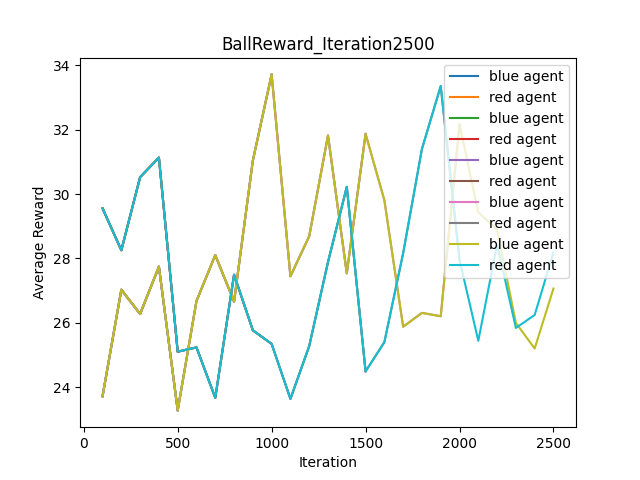 BallReward_Iteration2500
34
32
30
28
26
24
Average Reward
blue agent
red agent
blue agent
red agent
blue agent
red agent
blue agent
red agent
blue agent
red agent
0
500
1000
1500
2000
2500
Iteration